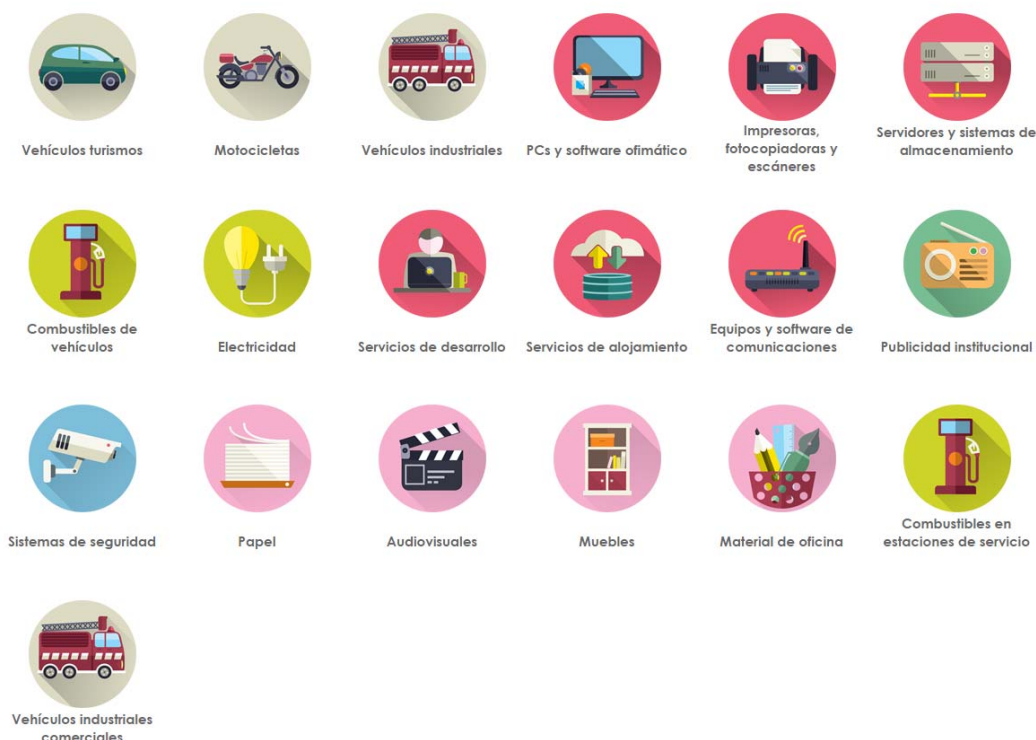 Vehículos turismos
Motocicletas
Vehículos industriales
PCs y software ofimático
Impresoras,
fotocopiadoras y
escáneres
Servidores y sistemas de
almacenamiento
Combustibles de
vehículos
Electricidad
Servicios de desarrollo
Servicios de alojamiento
Equipos y software de
comunicaciones
Publicidad institucional
Sistemas de seguridad
Papel
Audiovisuales
Muebles
Material de oficina
Combustibles en
estaciones de servicio
Vehículos industriales
comerciales